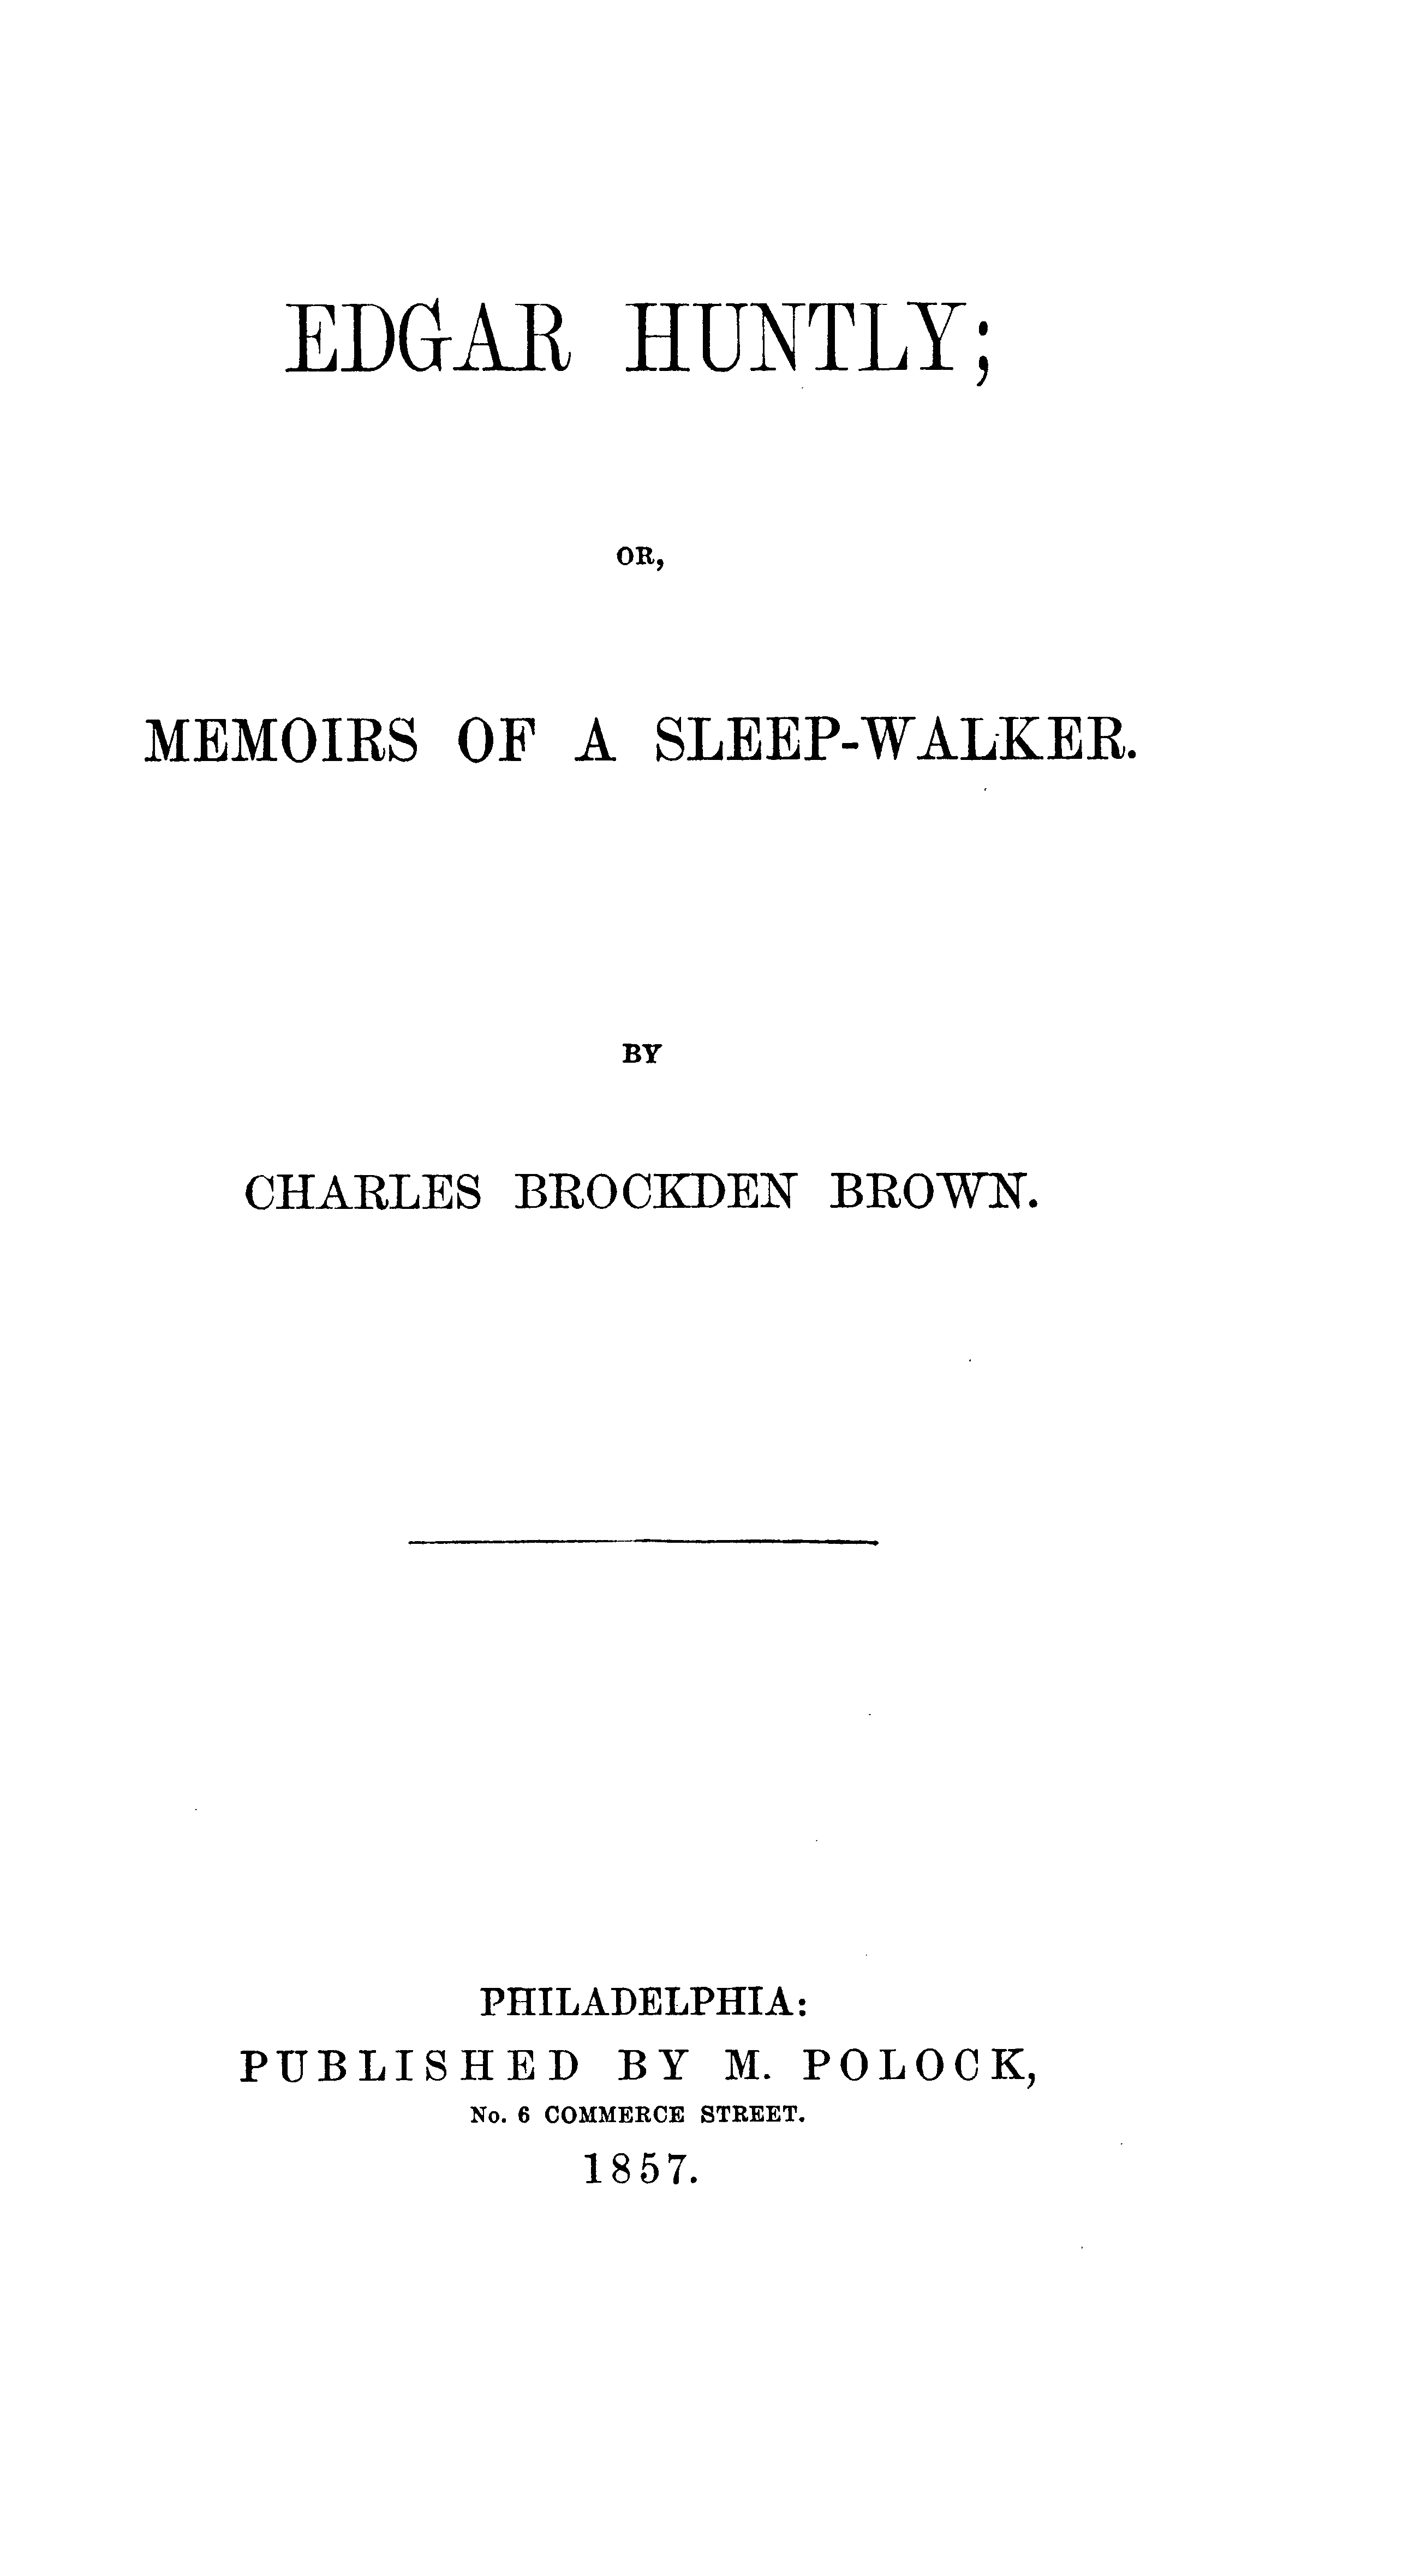 EDGAR HUNTLY;
OR,
MEMOIRS OF A SLEEP-WALKER.
BY
CHARLES BROCKDEN BROWN.
PHILADELPHIA:
PUBLISHED BY M. POLOCK,
No. 6 COMMERCE STREET.
1857.